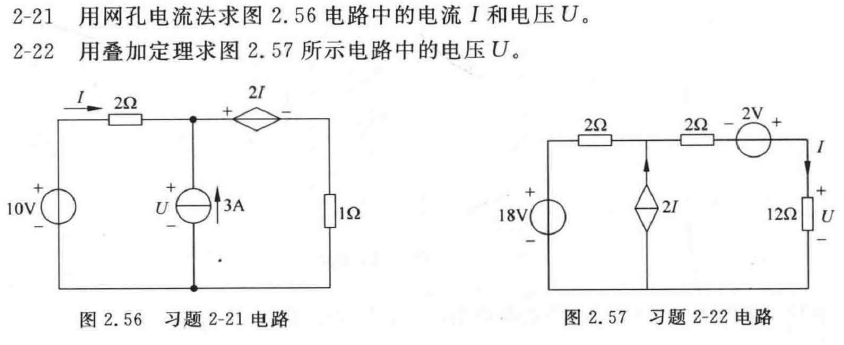 2-21 用网孔电流法求图 2.56 电路中的电流 I 和电压 U。
2-22 用叠加定理求图 2.57 所示电路中的电压 U。
I
2Ω
+ 2I −
10V
+
−
U
+
−
3A
1Ω
图 2.56 习题 2-21 电路
2Ω
2Ω
− 2V +
I
18V
+
−
2I
12Ω
+
U
−
图 2.57 习题 2-22 电路